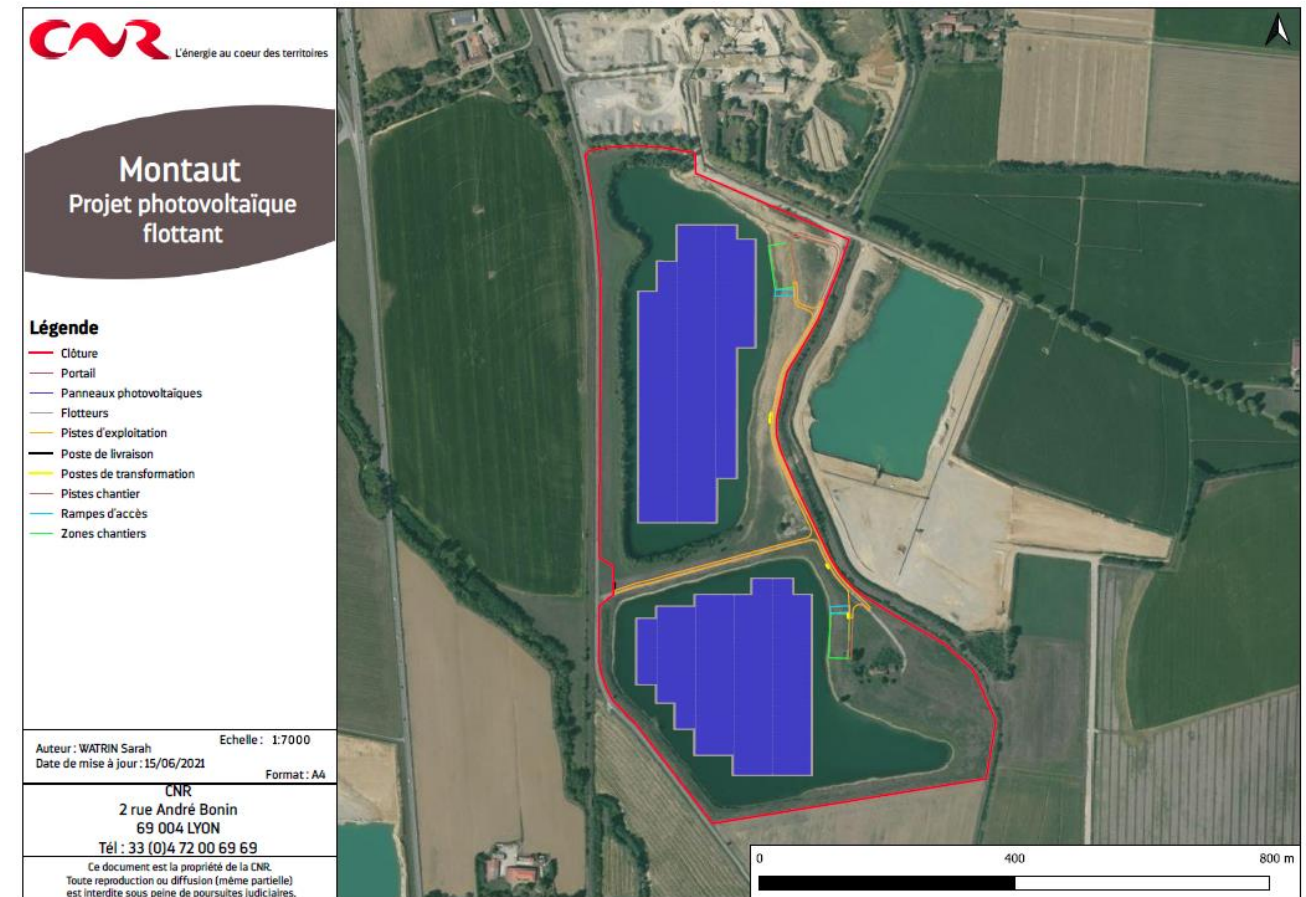 CNR
L'énergie au coeur des territoires
Montaut
Projet photovoltaïque
flottant
Légende
Clôture
Portail
Panneaux photovoltaïques
Flotteurs
Pistes d'exploitation
Poste de livraison
Postes de transformation
Pistes chantier
Rampes d'accès
Zones chantiers
Auteur : WATRIN Sarah
Echelle : 1:7000
Date de mise à jour : 15/06/2021
Format : A4
CNR
2 rue André Bonin
69 004 LYON
Tél : 33 (0)4 72 00 69 69
Ce document est la propriété de la CNR.
Toute reproduction ou diffusion (même partielle)
est interdite sous peine de poursuites judiciaires.
0 400 800 m